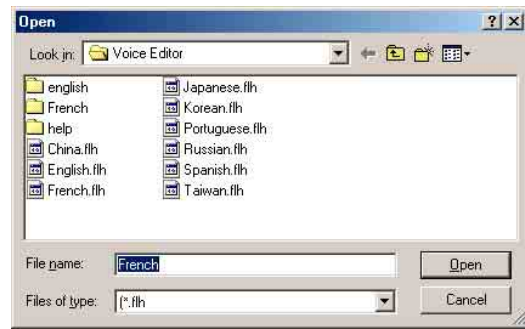 Open
Look in: Voice Editor
english
French
help
China.flh
English.flh
French.flh
Japanese.flh
Korean.flh
Portuguese.flh
Russian.flh
Spanish.flh
Taiwan.flh
File name: French
Open
Files of type: (*.flh
Cancel